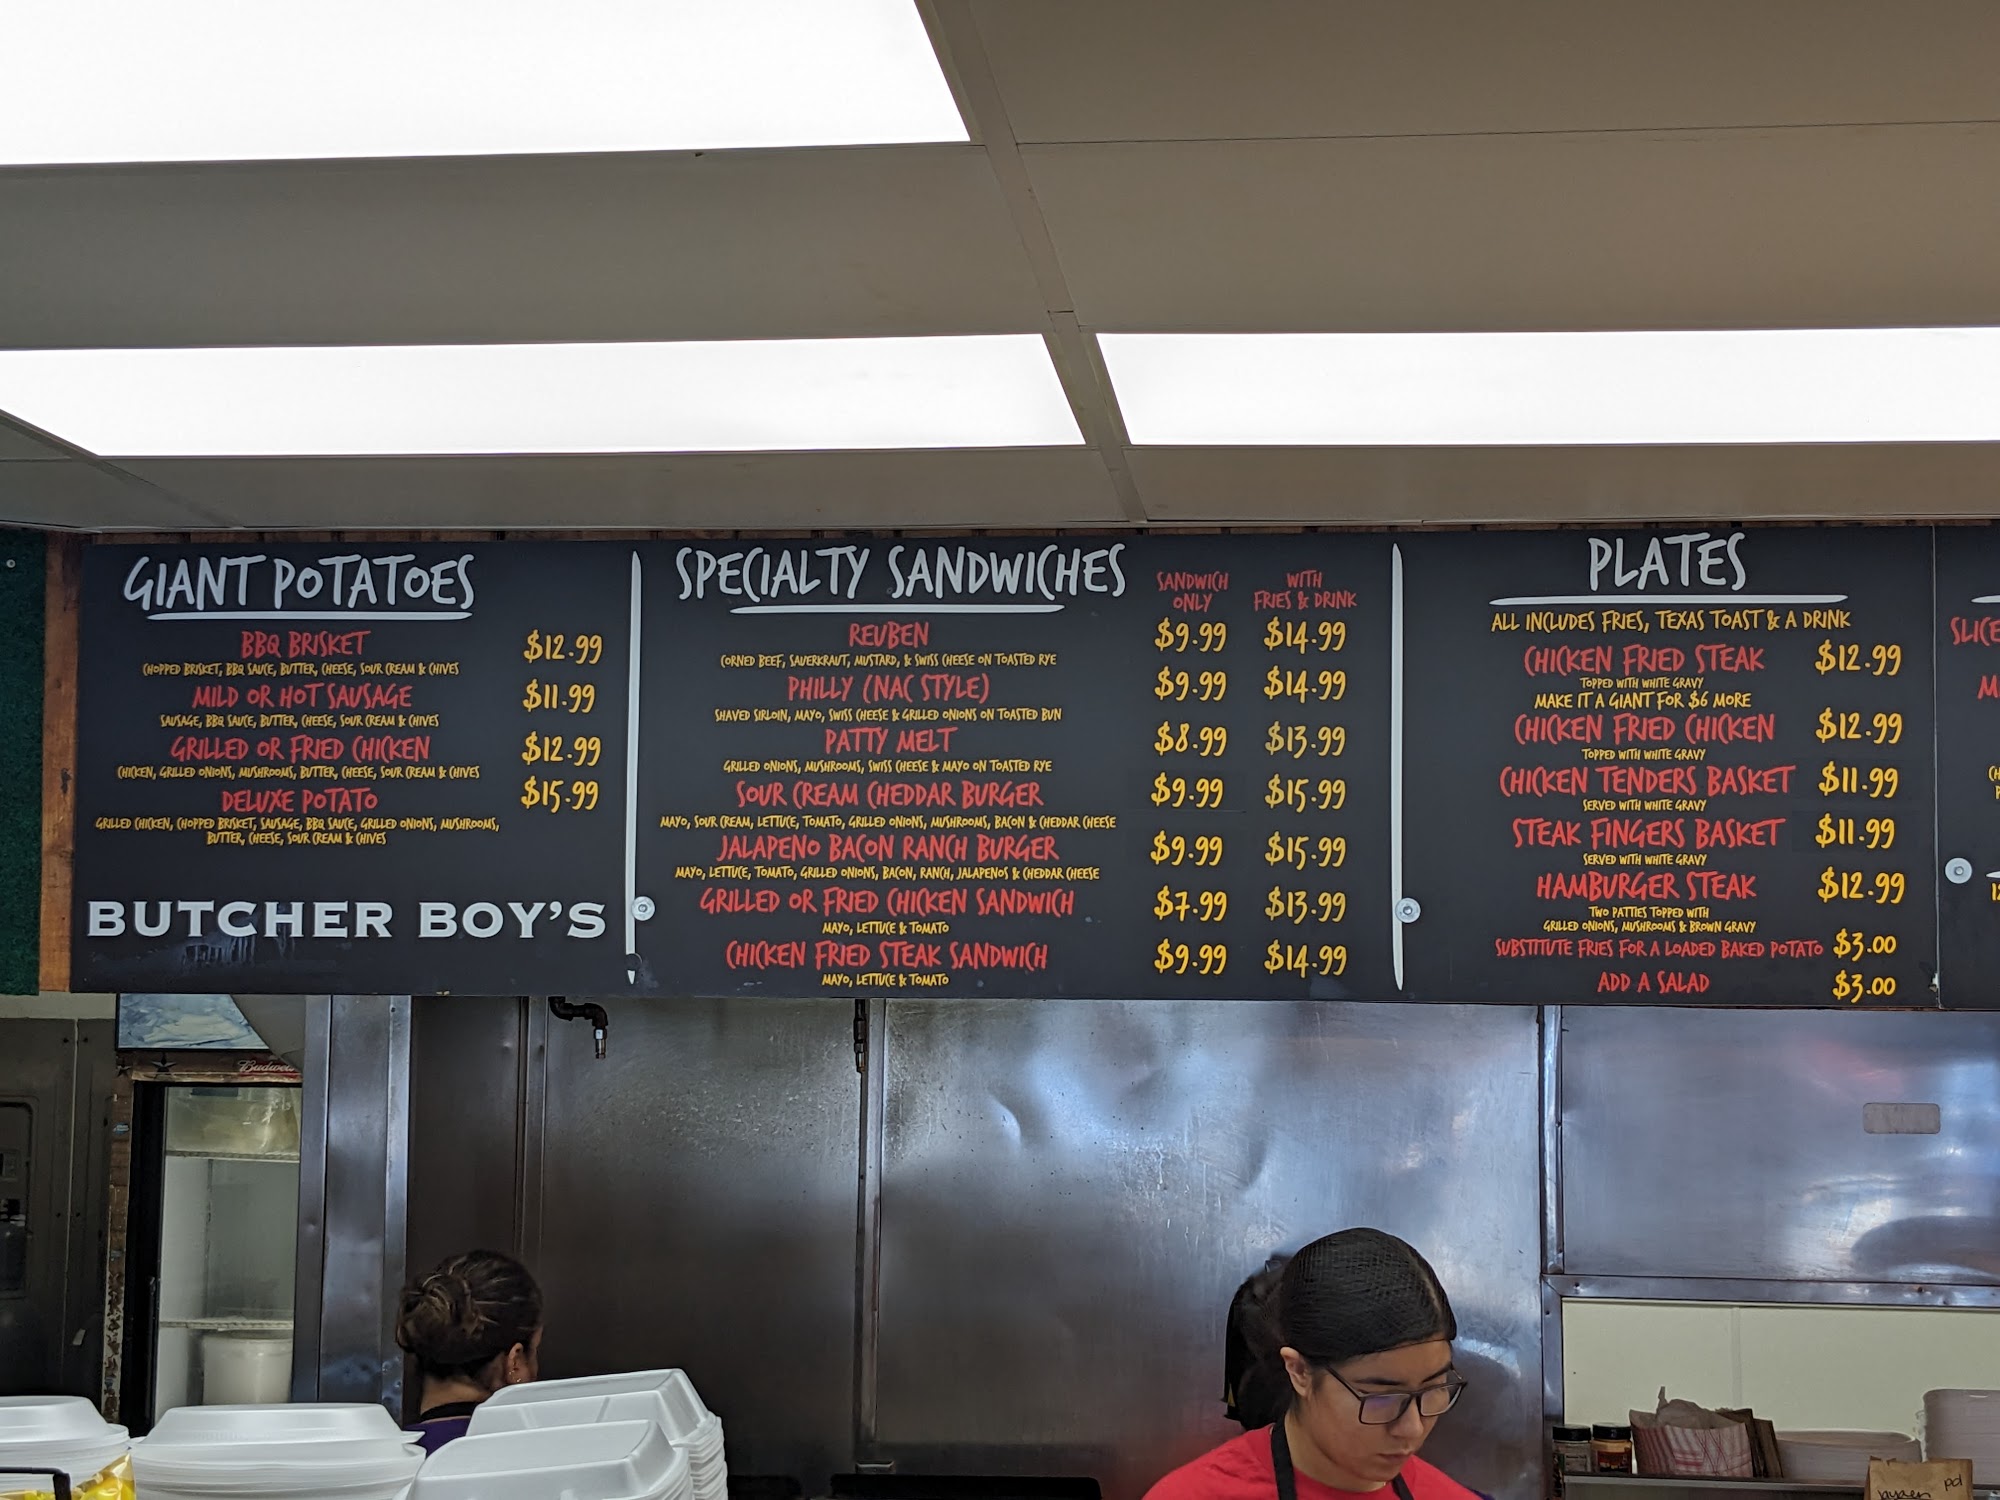 GIANT POTATOES
BBQ BRISKET $12.99
CHOPPED BRISKET, BBQ SAUCE, BUTTER, CHEESE, SOUR CREAM & CHIVES
MILD OR HOT SAUSAGE $11.99
SAUSAGE, BBQ SAUCE, BUTTER, CHEESE, SOUR CREAM & CHIVES
GRILLED OR FRIED CHICKEN $12.99
CHICKEN, GRILLED ONIONS, MUSHROOMS, BUTTER, CHEESE, SOUR CREAM & CHIVES
DELUXE POTATO $15.99
GRILLED CHICKEN, CHOPPED BRISKET, SAUSAGE, BBQ SAUCE, GRILLED ONIONS, MUSHROOMS,
BUTTER, CHEESE, SOUR CREAM & CHIVES
BUTCHER BOY'S
SPECIALTY SANDWICHES
SANDWICH
ONLY
WITH
FRIES & DRINK
REUBEN $9.99 $14.99
CORNED BEEF, SAUERKRAUT, MUSTARD, & SWISS CHEESE ON TOASTED RYE
PHILLY (NAC STYLE) $9.99 $14.99
SHAVED SIRLOIN, MAYO, SWISS CHEESE & GRILLED ONIONS ON TOASTED BUN
PATTY MELT $8.99 $13.99
GRILLED ONIONS, MUSHROOMS, SWISS CHEESE & MAYO ON TOASTED RYE
SOUR CREAM CHEDDAR BURGER $9.99 $15.99
MAYO, SOUR CREAM, LETTUCE, TOMATO, GRILLED ONIONS, MUSHROOMS, BACON & CHEDDAR CHEESE
JALAPENO BACON RANCH BURGER $9.99 $15.99
MAYO, LETTUCE, TOMATO, GRILLED ONIONS, BACON, RANCH, JALAPENOS & CHEDDAR CHEESE
GRILLED OR FRIED CHICKEN SANDWICH $7.99 $13.99
MAYO, LETTUCE & TOMATO
CHICKEN FRIED STEAK SANDWICH $9.99 $14.99
MAYO, LETTUCE & TOMATO
PLATES
ALL INCLUDES FRIES, TEXAS TOAST & A DRINK
CHICKEN FRIED STEAK $12.99
TOPPED WITH WHITE GRAVY
MAKE IT A GIANT FOR $6 MORE
CHICKEN FRIED CHICKEN $12.99
TOPPED WITH WHITE GRAVY
CHICKEN TENDERS BASKET $11.99
SERVED WITH WHITE GRAVY
STEAK FINGERS BASKET $11.99
SERVED WITH WHITE GRAVY
HAMBURGER STEAK $12.99
TWO PATTIES TOPPED WITH
GRILLED ONIONS, MUSHROOMS & BROWN GRAVY
SUBSTITUTE FRIES FOR A LOADED BAKED POTATO $3.00
ADD A SALAD $3.00
SLICE